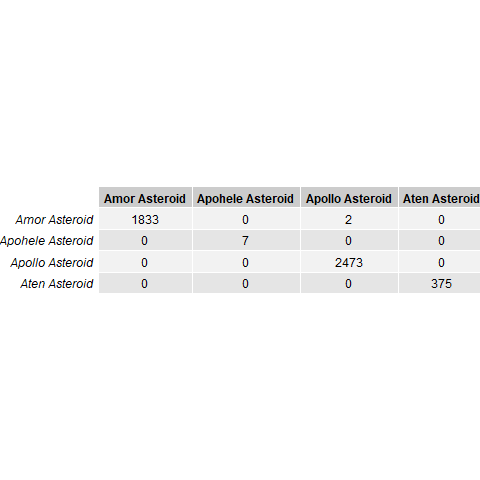 Amor Asteroid Apohele Asteroid Apollo Asteroid Aten Asteroid
Amor Asteroid 1833 0 2 0
Apohele Asteroid 0 7 0 0
Apollo Asteroid 0 0 2473 0
Aten Asteroid 0 0 0 375